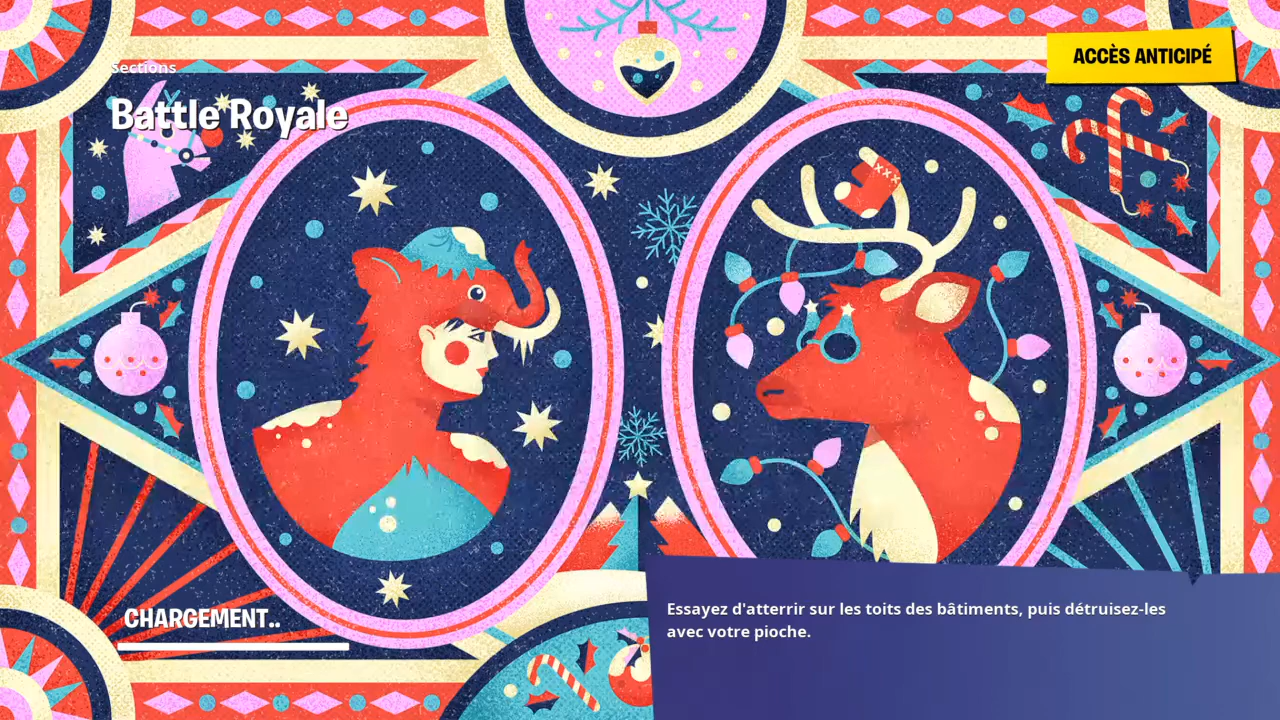 Sections
Battle Royale
ACCÈS ANTICIPÉ
CHARGEMENT..
Essayez d'atterrir sur les toits des bâtiments, puis détruisez-les
avec votre pioche.